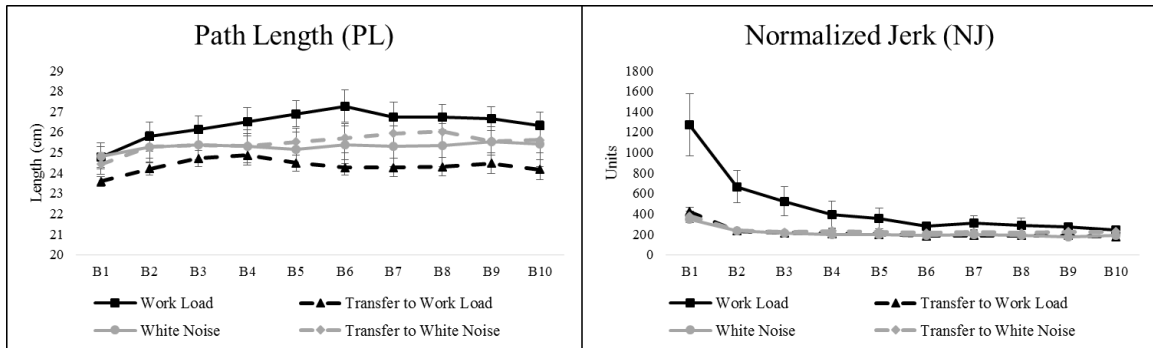 Path Length (PL)
29
28
27
26
25
24
23
22
21
20
Length (cm)
B1 B2 B3 B4 B5 B6 B7 B8 B9 B10
Work Load Transfer to Work Load
White Noise Transfer to White Noise
Normalized Jerk (NJ)
1800
1600
1400
1200
1000
800
600
400
200
0
Units
B1 B2 B3 B4 B5 B6 B7 B8 B9 B10
Work Load Transfer to Work Load
White Noise Transfer to White Noise